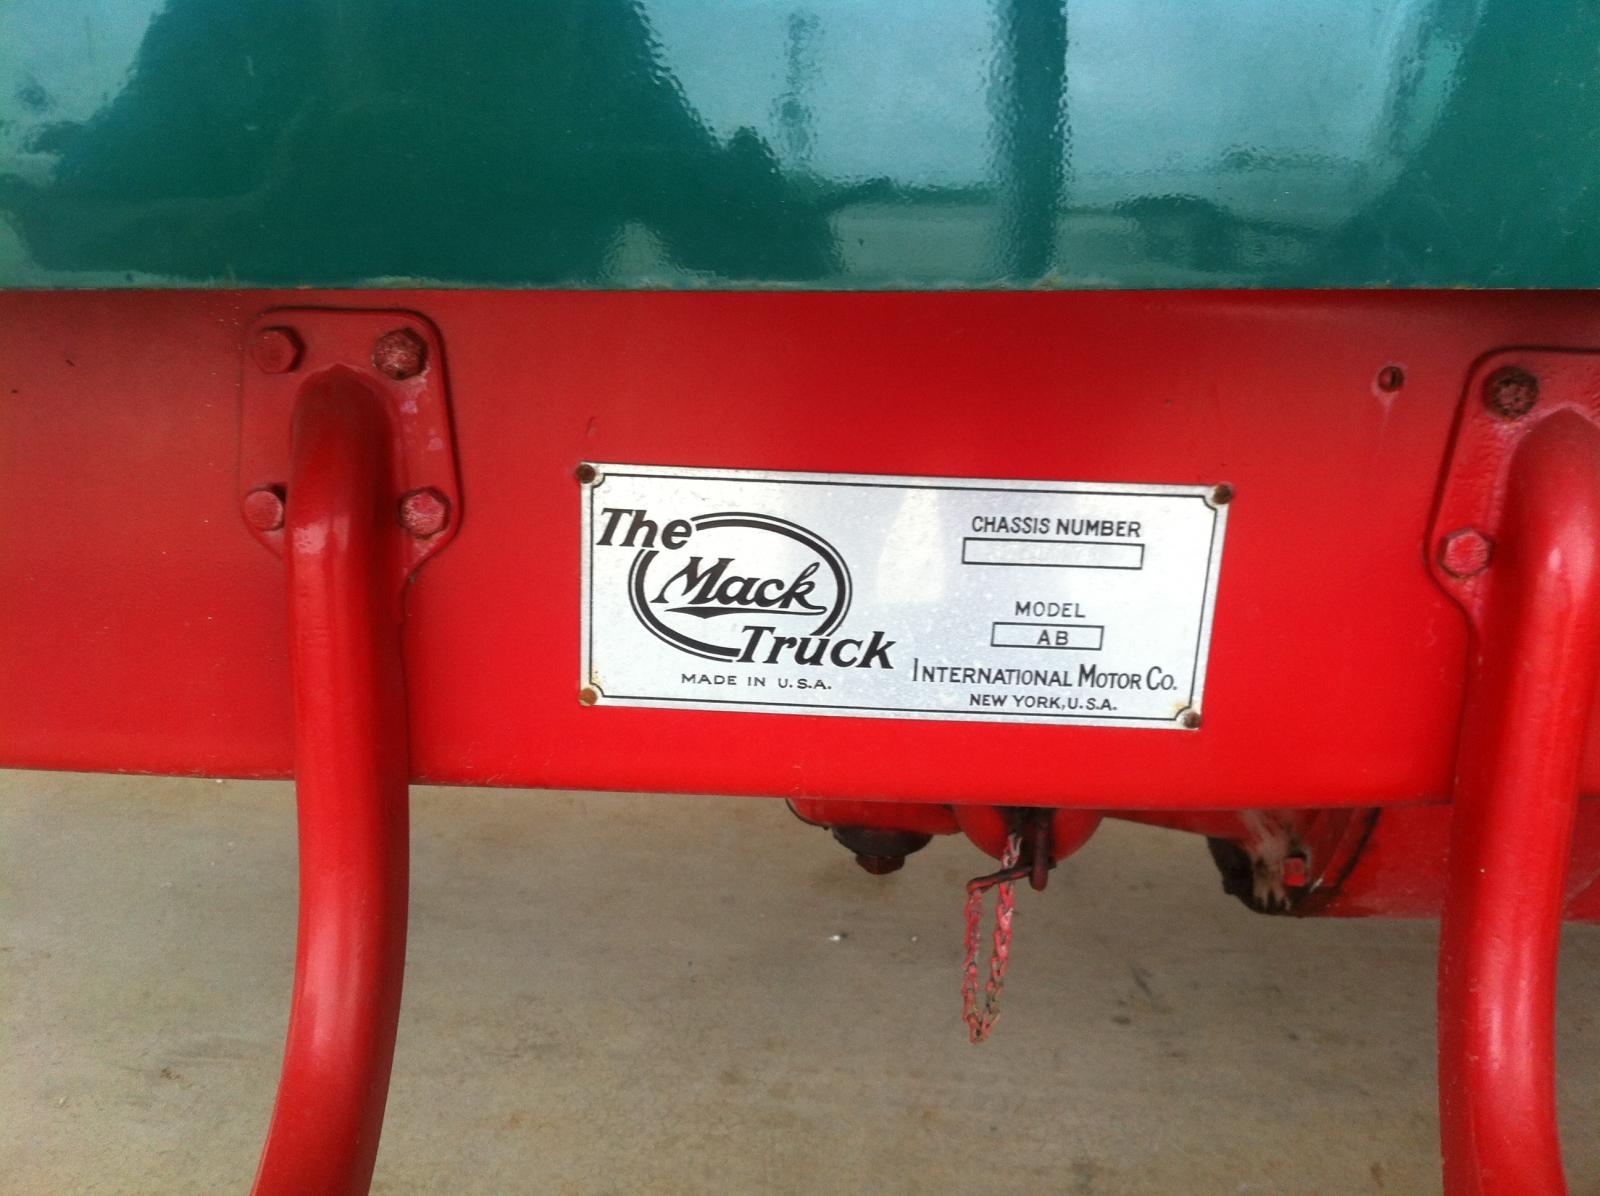 The
Mack
Truck
MADE IN U.S.A.
CHASSIS NUMBER
MODEL
AB
INTERNATIONAL MOTOR CO.
NEW YORK, U.S.A.